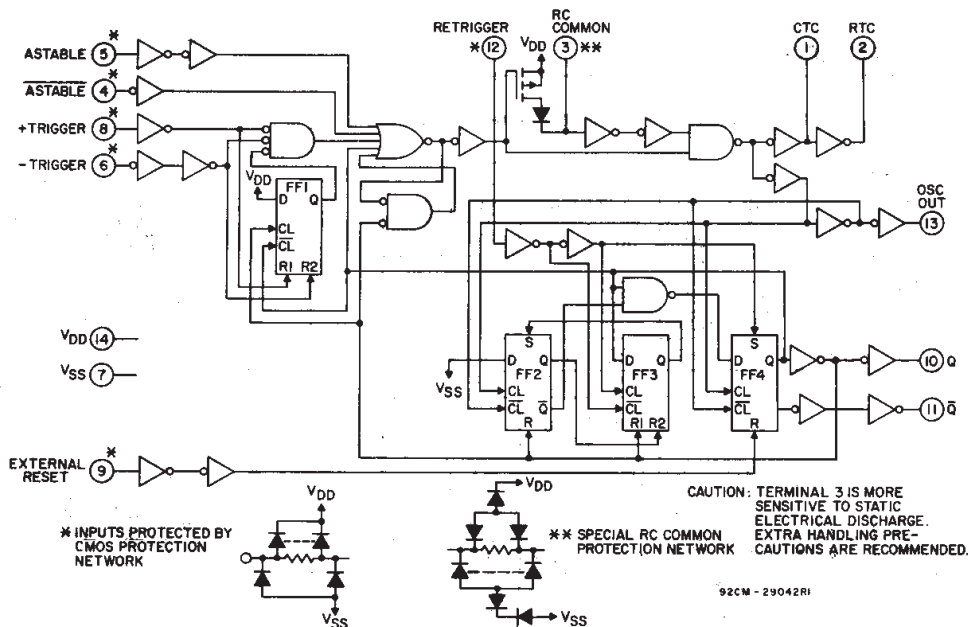 RETRIGGER
* 12
RC
COMMON
3 **
CTC
1
RTC
2
ASTABLE 5 *
ASTABLE 4 *
+TRIGGER 8 *
-TRIGGER 6 *
VDD
VDD
FF1
D Q
CL
CL
R1 R2
OSC
OUT
13
VDD 14
VSS 7
VSS
S
D Q
FF2
CL
CL Q
R
D Q
FF3
CL
CL
R1 R2
S
D Q
FF4
CL
CL
R
10 Q
11 Q̅
EXTERNAL
RESET 9 *
* INPUTS PROTECTED BY
CMOS PROTECTION
NETWORK
VDD
VSS
VDD
VSS
** SPECIAL RC COMMON
PROTECTION NETWORK
CAUTION: TERMINAL 3 IS MORE
SENSITIVE TO STATIC
ELECTRICAL DISCHARGE.
EXTRA HANDLING PRE-
CAUTIONS ARE RECOMMENDED.
92CM-29042RI